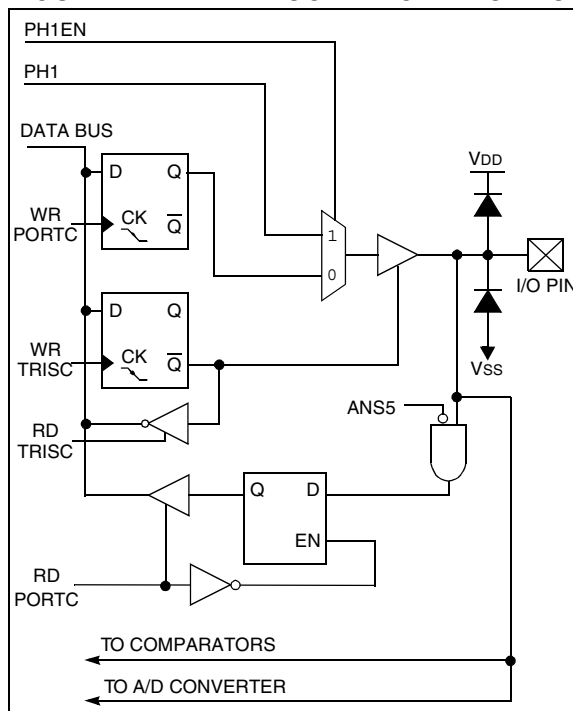 PH1EN
PH1
DATA BUS
D Q
WR
PORTC
CK
Q
1
0
VDD
I/O PIN
VSS
D Q
WR
TRISC
CK
Q
RD
TRISC
ANS5
Q D
EN
RD
PORTC
TO COMPARATORS
TO A/D CONVERTER